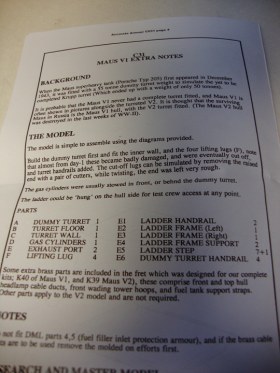 MAUS V1 EXTRA NOTES
BACKGROUND
When the Maus supertank (Porsche Typ 205) first appeared in December
1943, it was fitted with a 55 tonne dummy turret weight to simulate the yet to be
completed Krupp turret (Which ended up with a weight of only 50 tonnes).
It is probable that the Maus V1 never had a complete turret fitted, and Maus V1 is
often shown in pictures alongside the turreted V2. It is thought that the surviving
Maus in Russia is the Maus V1 hull, with the V2 turret fitted. (The Maus V2 hull
was destroyed in the last weeks of WW-II).
THE MODEL
The model is simple to assemble using the diagrams provided.
Build the dummy turret first and fit the inner wall, and the four lifting lugs (F), note
that almost from day-1 these became badly damaged, and were eventually cut off,
and turret handrails added. The cut-off lugs can be simulated by removing the raised
end with a pair of cutters, while twisting, the end was left very rough.
The gas cylinders were usually stowed in front, or behind the dummy turret.
The ladder could be 'hung' on the hull side for test crew access at any point.
PARTS
A DUMMY TURRET 1 E1 LADDER HANDRAIL 2
B TURRET FLOOR 1 E2 LADDER FRAME (Left) 1
C TURRET WALL 1 E3 LADDER FRAME (Right) 1
D GAS CYLINDERS 4 E4 LADDER FRAME SUPPORT 2
E EXHAUST PORT 2 E5 LADDER STEP 7+1
F LIFTING LUG 4 E6 DUMMY TURRET HANDRAIL 4
Some extra brass parts are included in the fret which was designed for our complete
kits; K40 of Maus V1, and K39 Maus V2), these comprise front and top hull
headlamp cable ducts, front wading tower hoops, and fuel tank support straps.
Other parts apply to the V2 model and are not required.
NOTES
not fit DML parts 4,5 (fuel filler inlet protection armour), and if the brass cable
ts are to be used remove the molded on efforts first.